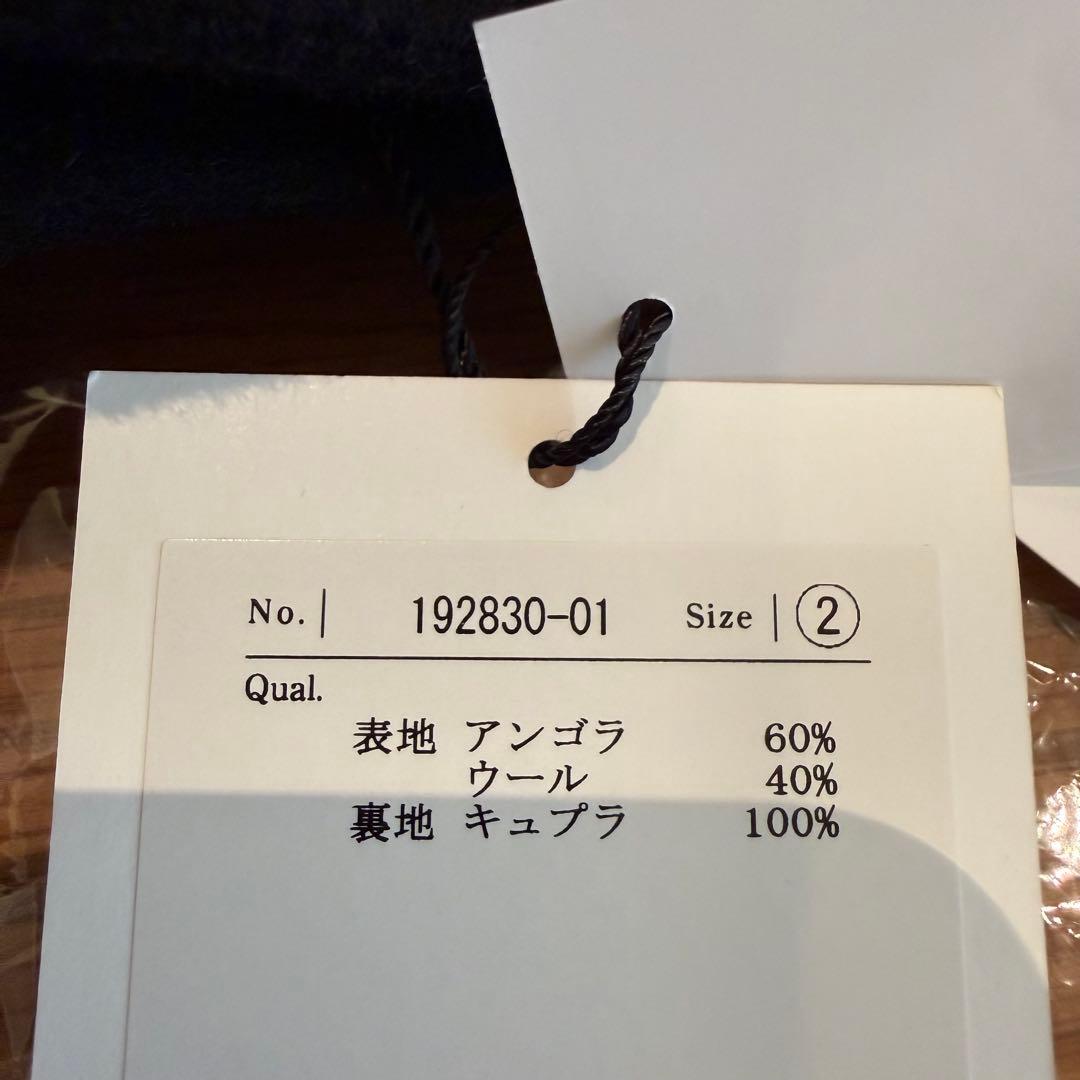 No. 192830-01 Size ②
Qual.
表地 アンゴラ 60%
ウール 40%
裏地 キュプラ 100%